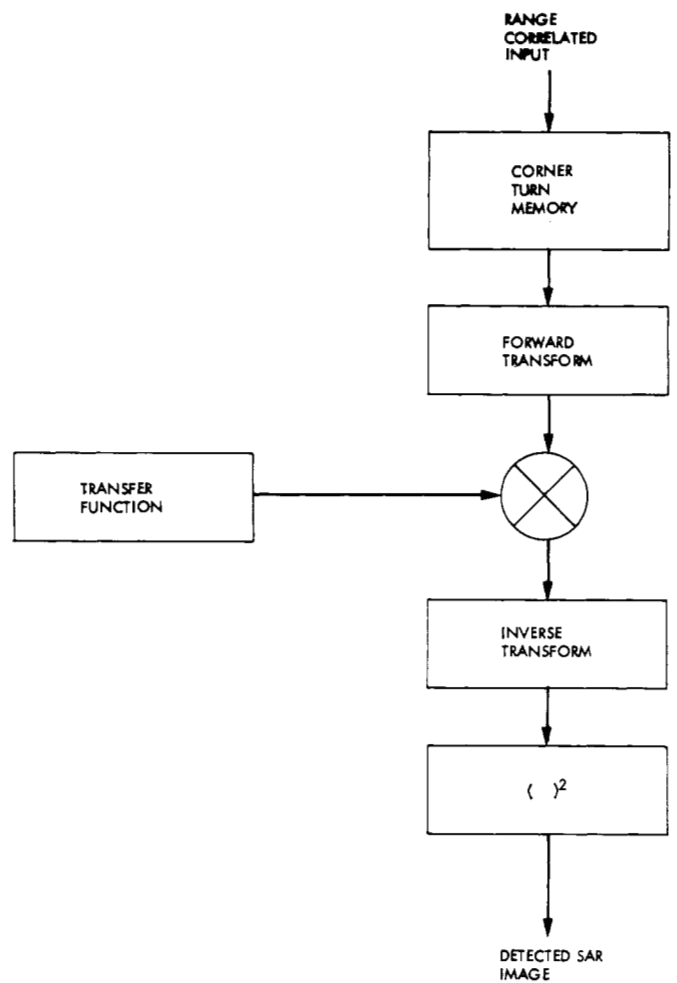 RANGE
CORRELATED
INPUT
CORNER
TURN
MEMORY
FORWARD
TRANSFORM
TRANSFER
FUNCTION
INVERSE
TRANSFORM
( )²
DETECTED SAR
IMAGE